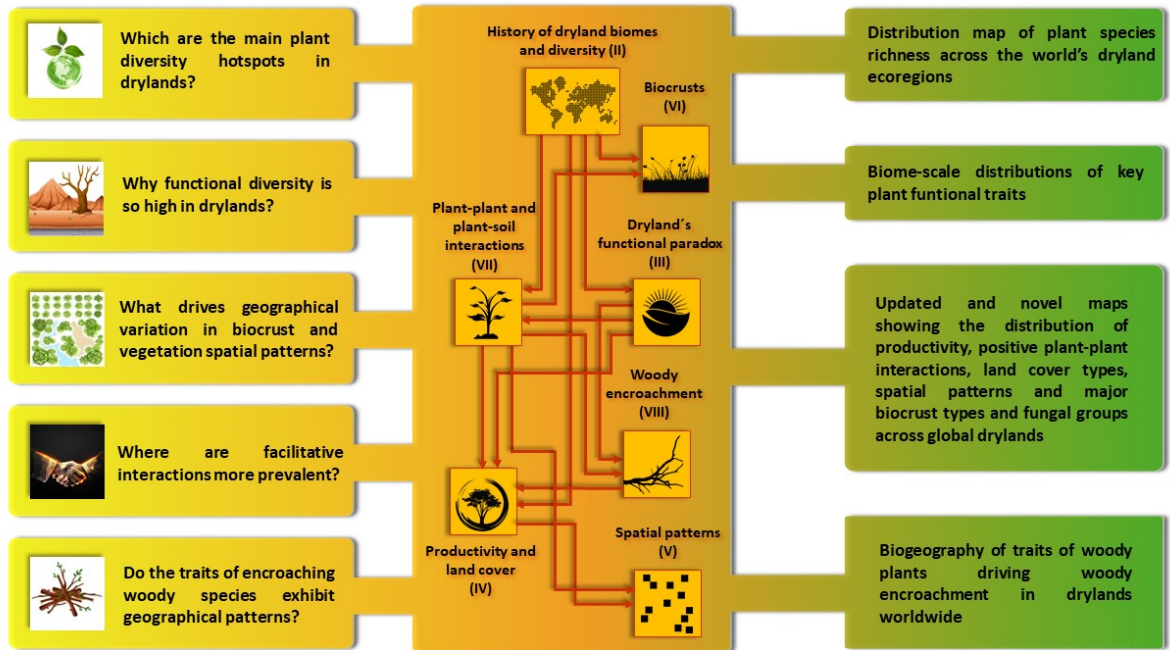 Which are the main plant
diversity hotspots in
drylands?
Why functional diversity is
so high in drylands?
What drives geographical
variation in biocrust and
vegetation spatial patterns?
Where are facilitative
interactions more prevalent?
Do the traits of encroaching
woody species exhibit
geographical patterns?
History of dryland biomes
and diversity (II)
Biocrusts
(VI)
Plant-plant and
plant-soil
interactions
(VII)
Dryland´s
functional paradox
(III)
Woody
encroachment
(VIII)
Productivity and
land cover
(IV)
Spatial patterns
(V)
Distribution map of plant species
richness across the world’s dryland
ecoregions
Biome-scale distributions of key
plant funtional traits
Updated and novel maps
showing the distribution of
productivity, positive plant-plant
interactions, land cover types,
spatial patterns and major
biocrust types and fungal groups
across global drylands
Biogeography of traits of woody
plants driving woody
encroachment in drylands
worldwide